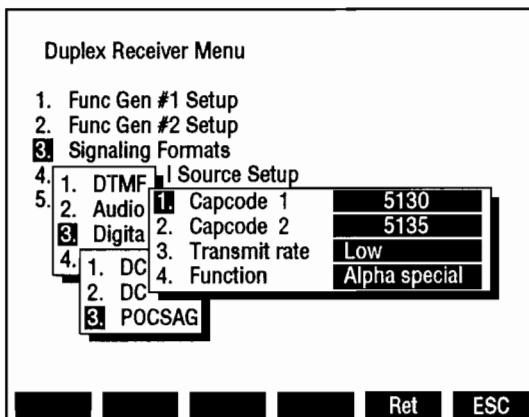 Duplex Receiver Menu
1. Func Gen #1 Setup
2. Func Gen #2 Setup
3. Signaling Formats
4. l Source Setup
5.
1. DTMF
2. Audio
3. Digita
4.
1. DC
2. DC
3. POCSAG
1. Capcode 1 5130
2. Capcode 2 5135
3. Transmit rate Low
4. Function Alpha special
Ret ESC